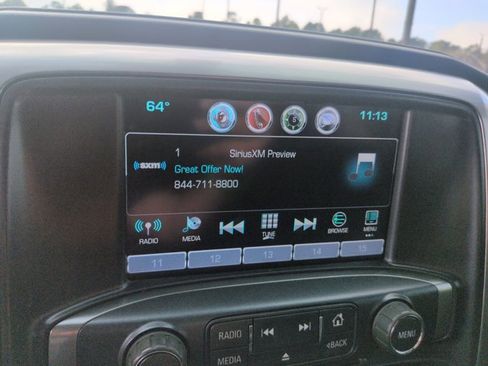 64° 11:13
1 SiriusXM Preview
((sxm))
Great Offer Now!
844-711-8800
RADIO MEDIA TUNE BROWSE MENU
11 12 13 14 15
RADIO
MENU
<BACK
MEDIA